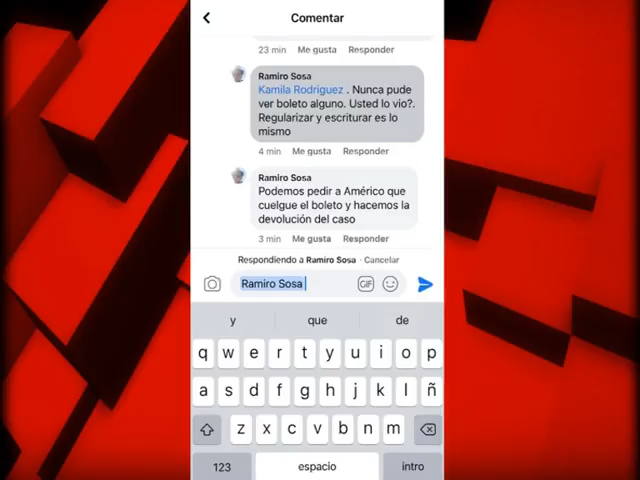 Comentar
23 min Me gusta Responder
Ramiro Sosa
Kamila Rodriguez . Nunca pude
ver boleto alguno. Usted lo vio?.
Regularizar y escriturar es lo
mismo
4 min Me gusta Responder
Ramiro Sosa
Podemos pedir a Américo que
cuelgue el boleto y hacemos la
devolución del caso
3 min Me gusta Responder
Respondiendo a Ramiro Sosa · Cancelar
Ramiro Sosa
GIF
y que de
q w e r t y u i o p
a s d f g h j k l ñ
z x c v b n m
123 espacio intro